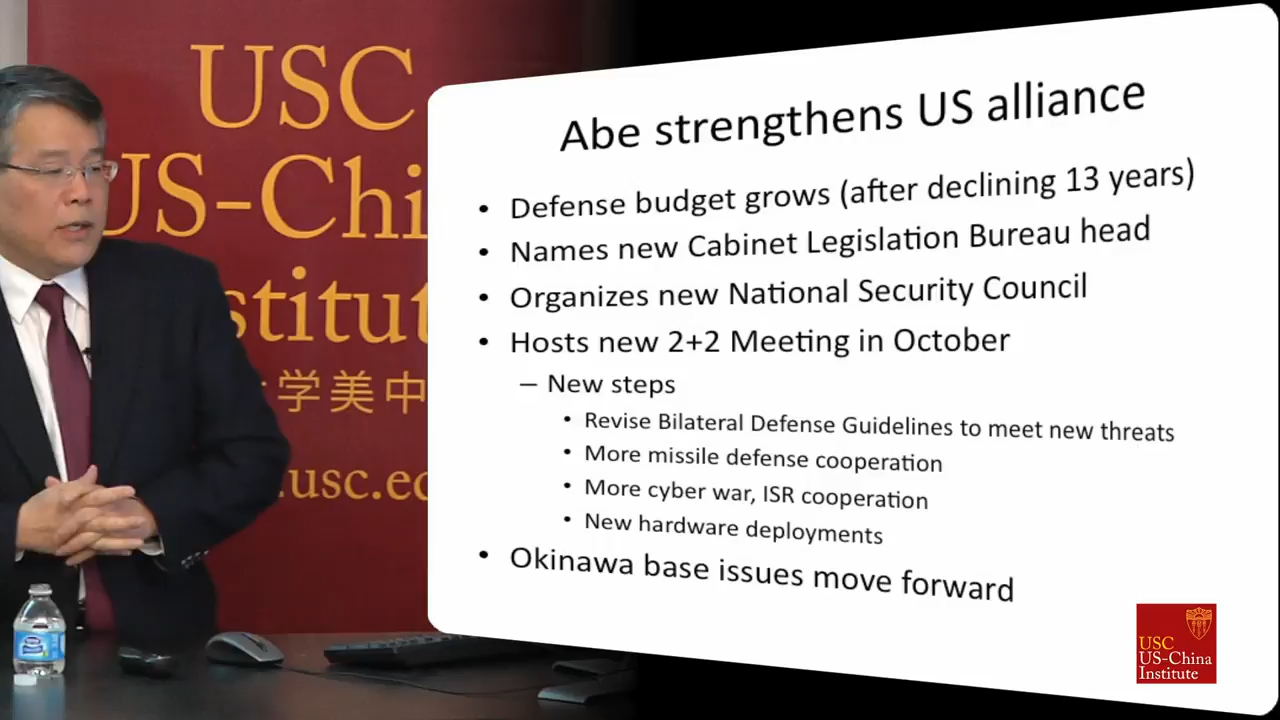 USC
US-Chi
stitut
学美中
.usc.ed
Abe strengthens US alliance
• Defense budget grows (after declining 13 years)
• Names new Cabinet Legislation Bureau head
• Organizes new National Security Council
• Hosts new 2+2 Meeting in October
– New steps
• Revise Bilateral Defense Guidelines to meet new threats
• More missile defense cooperation
• More cyber war, ISR cooperation
• New hardware deployments
• Okinawa base issues move forward
USC
US-China
Institute